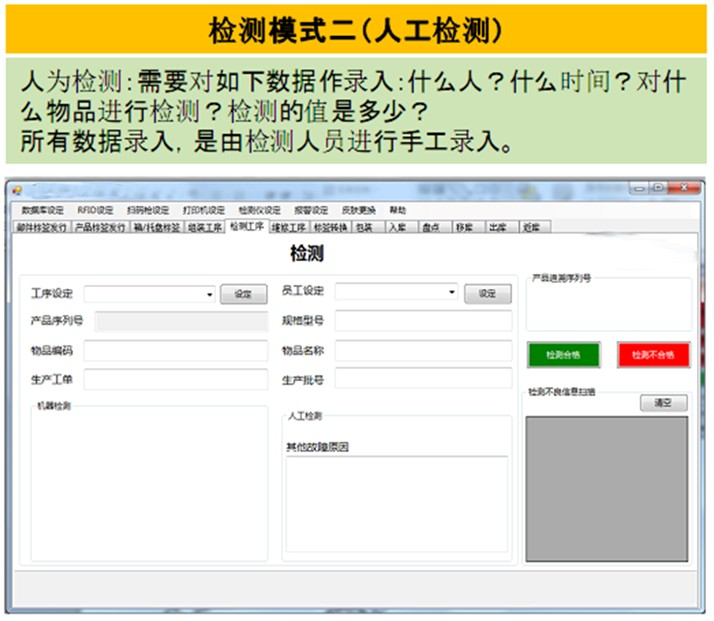 检测模式二(人工检测)
人为检测:需要对如下数据作录入:什么人?什么时间?对什
么物品进行检测?检测的值是多少?
所有数据录入,是由检测人员进行手工录入。
数据库设定 RFID设定 扫码枪设定 打印机设定 检测仪设定 报警设定 皮肤更换 帮助
部件标签发行 产品标签发行 箱/托盘标签 组装工序 检测工序 维修工序 标签转换 包装 入库 盘点 移库 出库 返库
检测
工序设定 设定 员工设定 设定
产品追溯序列号
产品序列号 规格型号
物品编码 物品名称
检测合格 检测不合格
生产工单 生产批号
检测不良信息扫描
清空
机器检测
人工检测
其他故障原因